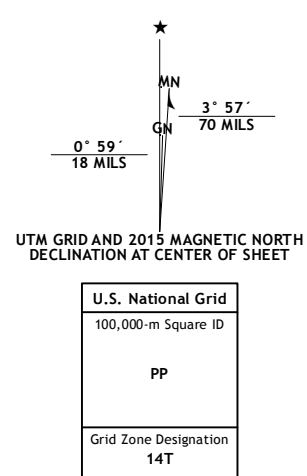 MN
3° 57´
70 MILS
GN
0° 59´
18 MILS
UTM GRID AND 2015 MAGNETIC NORTH
DECLINATION AT CENTER OF SHEET
U.S. National Grid
100,000-m Square ID
PP
Grid Zone Designation
14T